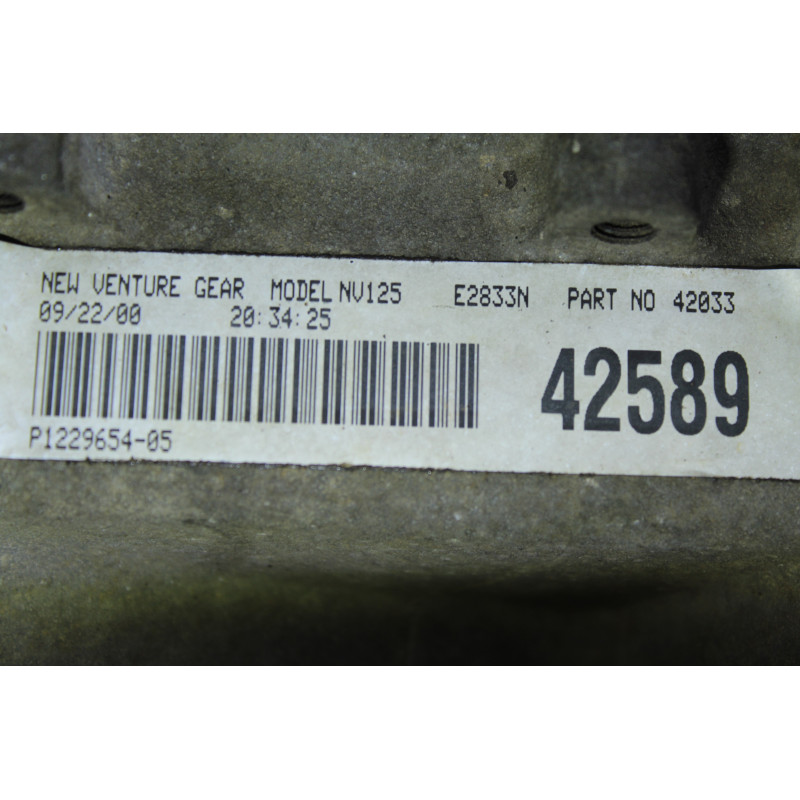 NEW VENTURE GEAR MODEL NV125 E2833N PART NO 42033
09/22/00 20:34:25
42589
P1229654-05